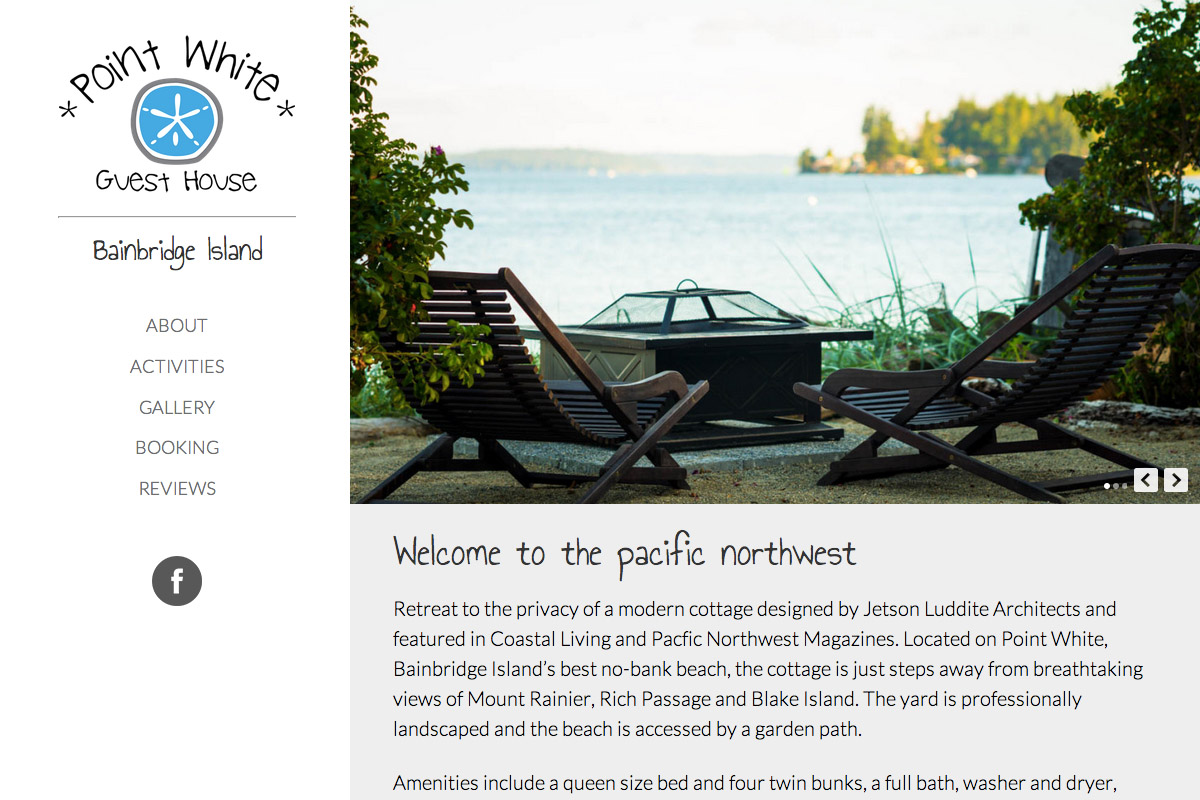 *Point White*
Guest House
Bainbridge Island
ABOUT
ACTIVITIES
GALLERY
BOOKING
REVIEWS
f
Welcome to the pacific northwest
Retreat to the privacy of a modern cottage designed by Jetson Luddite Architects and
featured in Coastal Living and Pacfic Northwest Magazines. Located on Point White,
Bainbridge Island’s best no-bank beach, the cottage is just steps away from breathtaking
views of Mount Rainier, Rich Passage and Blake Island. The yard is professionally
landscaped and the beach is accessed by a garden path.
Amenities include a queen size bed and four twin bunks, a full bath, washer and dryer,